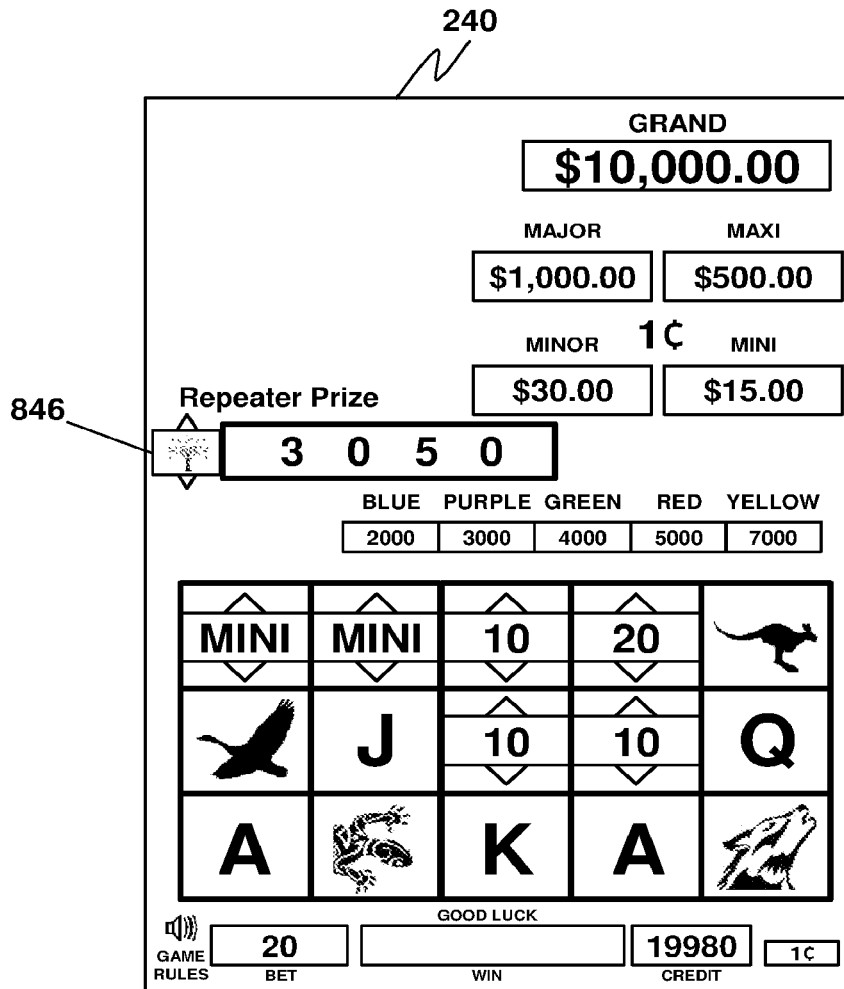 240
GRAND
$10,000.00
MAJOR MAXI
$1,000.00 $500.00
1¢
MINOR MINI
$30.00 $15.00
846
Repeater Prize
3 0 5 0
BLUE PURPLE GREEN RED YELLOW
2000 3000 4000 5000 7000
MINI MINI 10 20
J 10 10 Q
A K A
GOOD LUCK
GAME RULES
20 19980 1¢
BET WIN CREDIT